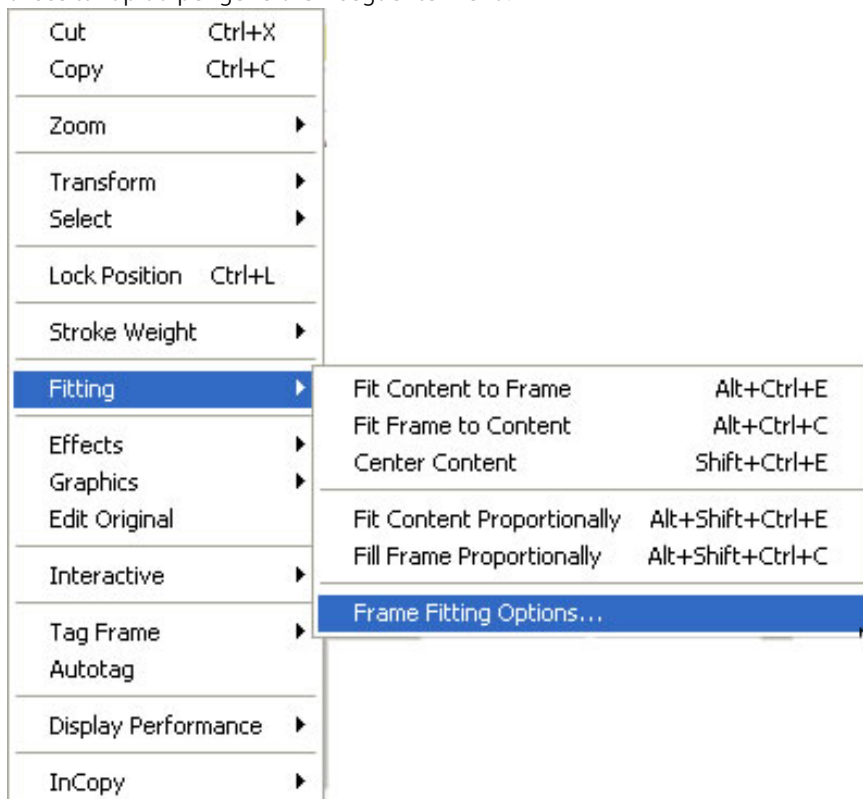 Cut Ctrl+X
Copy Ctrl+C
Zoom
Transform
Select
Lock Position Ctrl+L
Stroke Weight
Fitting
Fit Content to Frame Alt+Ctrl+E
Fit Frame to Content Alt+Ctrl+C
Center Content Shift+Ctrl+E
Fit Content Proportionally Alt+Shift+Ctrl+E
Fill Frame Proportionally Alt+Shift+Ctrl+C
Frame Fitting Options...
Effects
Graphics
Edit Original
Interactive
Tag Frame
Autotag
Display Performance
InCopy